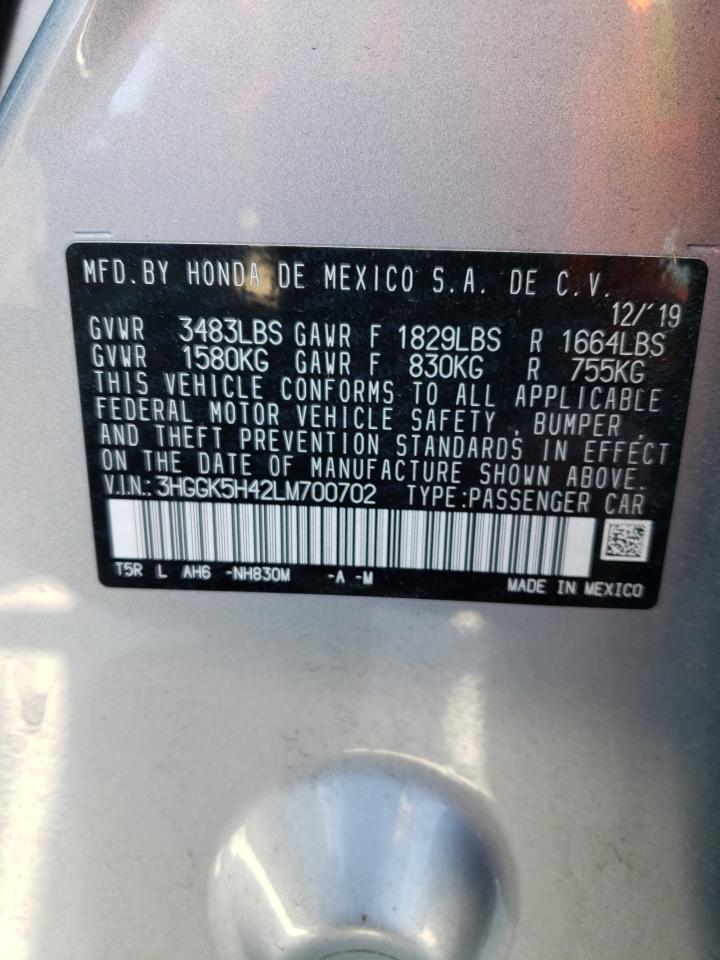 MFD.BY HONDA DE MEXICO S.A. DE C.V.
12/'19
GVWR 3483LBS GAWR F 1829LBS R 1664LBS
GVWR 1580KG GAWR F 830KG R 755KG
THIS VEHICLE CONFORMS TO ALL APPLICABLE
FEDERAL MOTOR VEHICLE SAFETY , BUMPER ,
AND THEFT PREVENTION STANDARDS IN EFFECT
ON THE DATE OF MANUFACTURE SHOWN ABOVE.
V.I.N.: 3HGGK5H42LM700702 TYPE:PASSENGER CAR
T5R L AH6 -NH830M -A -M MADE IN MEXICO